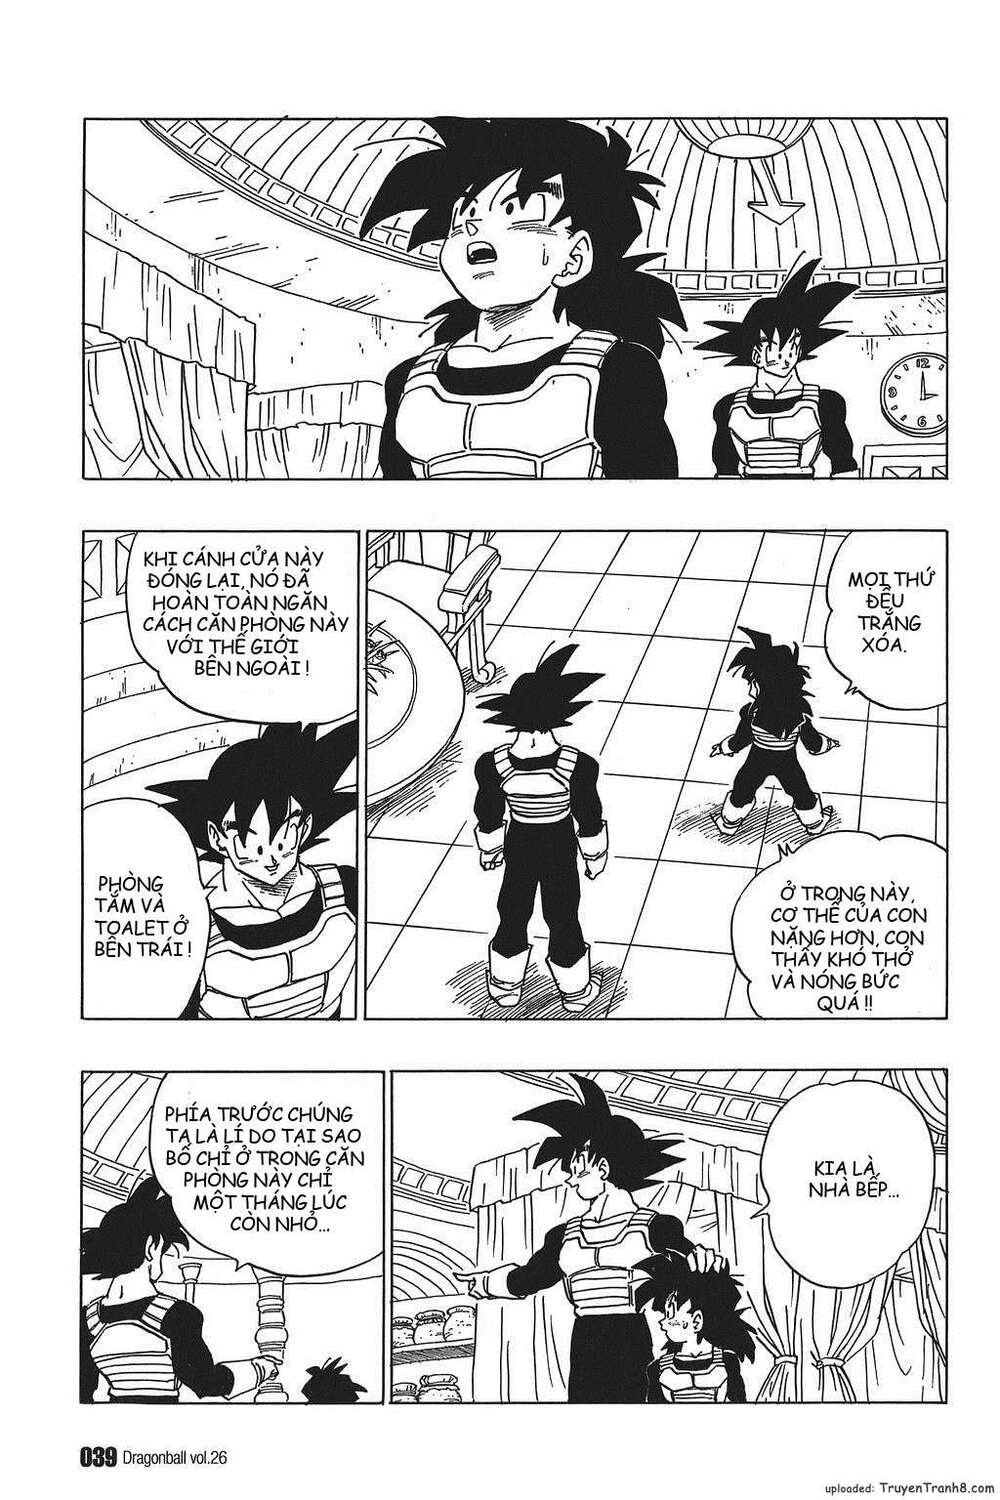 12
3
6
9
MỌI THỨ
ĐỀU
TRẮNG
XÓA.
Ở TRONG NÀY,
CƠ THỂ CỦA CON
NẶNG HƠN, CON
THẤY KHÓ THỞ
VÀ NÓNG BỨC
QUÁ !!
KHI CÁNH CỬA NÀY
ĐÓNG LẠI, NÓ ĐÃ
HOÀN TOÀN NGĂN
CÁCH CĂN PHÒNG NÀY
VỚI THẾ GIỚI
BÊN NGOÀI !
PHÒNG
TẮM VÀ
TOALET Ở
BÊN TRÁI !
KIA LÀ,
NHÀ BẾP...
PHÍA TRƯỚC CHÚNG
TA LÀ LÍ DO TẠI SAO
BỐ CHỈ Ở TRONG CĂN
PHÒNG NÀY CHỈ
MỘT THÁNG LÚC
CÒN NHỎ...
039 Dragonball vol.26
uploaded: TruyenTranh8.com